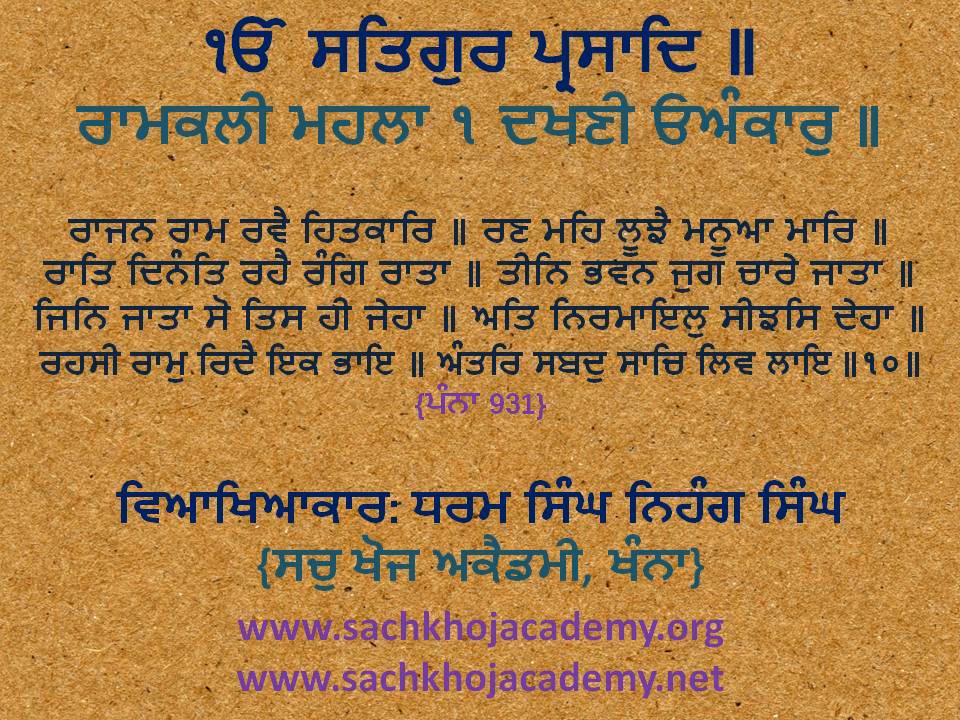 ੴ ਸਤਿਗੁਰ ਪ੍ਰਸਾਦਿ ॥
ਰਾਮਕਲੀ ਮਹਲਾ ੧ ਦਖਣੀ ਓਅੰਕਾਰੁ ॥
ਰਾਜਨ ਰਾਮ ਰਵੈ ਹਿਤਕਾਰਿ ॥ ਰਣ ਮਹਿ ਲੂਝੈ ਮਨੂਆ ਮਾਰਿ ॥
ਰਾਤਿ ਦਿਨੰਤਿ ਰਹੈ ਰੰਗਿ ਰਾਤਾ ॥ ਤੀਨਿ ਭਵਨ ਜੁਗ ਚਾਰੇ ਜਾਤਾ ॥
ਜਿਨਿ ਜਾਤਾ ਸੋ ਤਿਸ ਹੀ ਜੇਹਾ ॥ ਅਤਿ ਨਿਰਮਾਇਲੁ ਸੀਝਸਿ ਦੇਹਾ ॥
ਰਹਸੀ ਰਾਮੁ ਰਿਦੈ ਇਕ ਭਾਇ ॥ ਅੰਤਰਿ ਸਬਦੁ ਸਾਚਿ ਲਿਵ ਲਾਇ ॥੧੦॥
{ਪੰਨਾ 931}
ਵਿਆਖਿਆਕਾਰ: ਧਰਮ ਸਿੰਘ ਨਿਹੰਗ ਸਿੰਘ
{ਸਚੁ ਖੋਜ ਅਕੈਡਮੀ, ਖੰਨਾ}
www.sachkhojacademy.org
www.sachkhojacademy.net